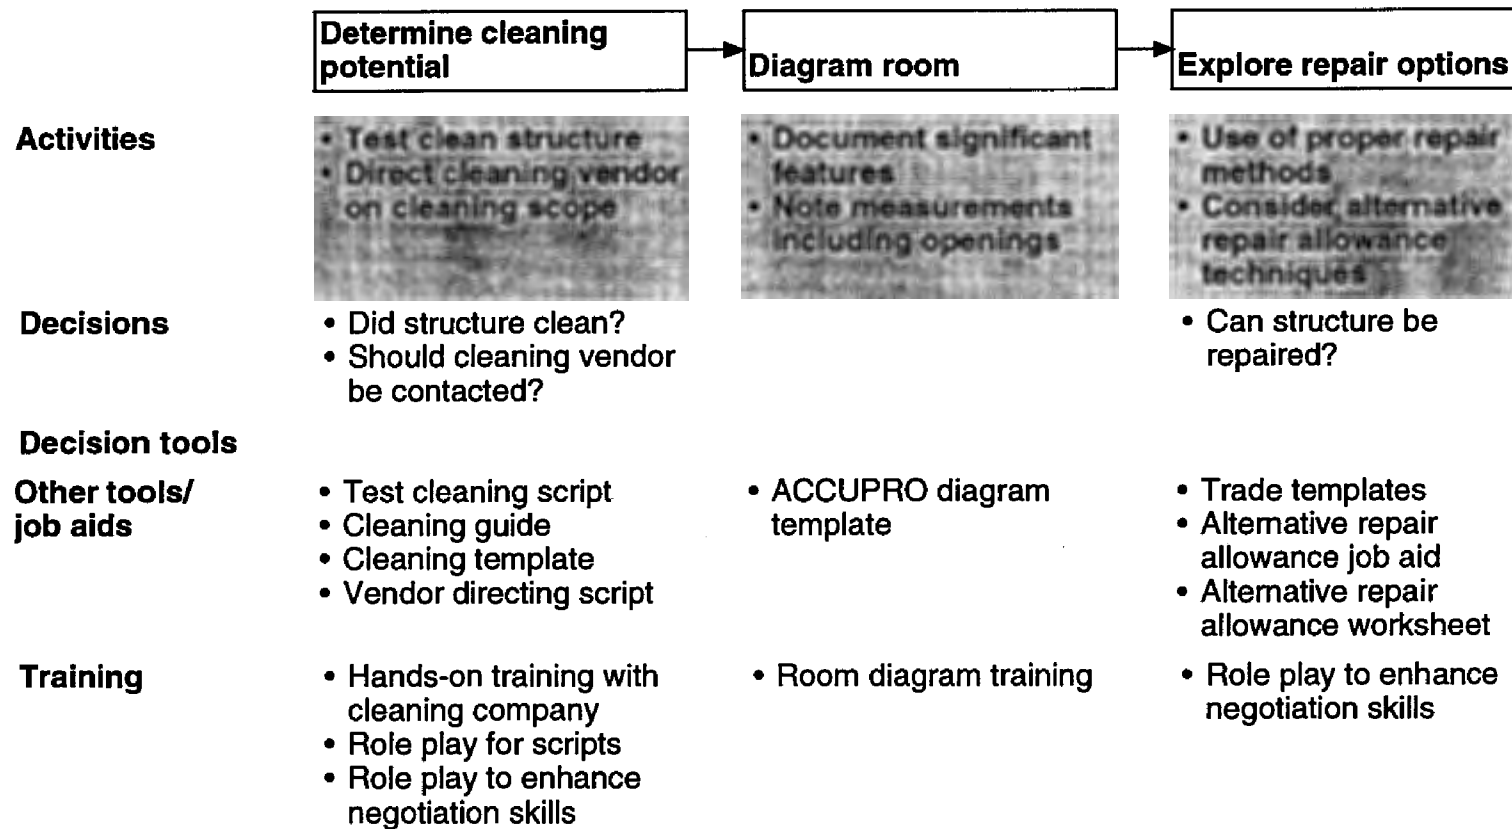 Determine cleaning
potential
Diagram room
Explore repair options
Activities
• Test clean structure
• Direct cleaning vendor
on cleaning scope
• Document significant
features
• Note measurements
including openings
• Use of proper repair
methods
• Consider alternative
repair allowance
techniques
Decisions
• Did structure clean?
• Should cleaning vendor
be contacted?
• Can structure be
repaired?
Decision tools
Other tools/
job aids
• Test cleaning script
• Cleaning guide
• Cleaning template
• Vendor directing script
• ACCUPRO diagram
template
• Trade templates
• Alternative repair
allowance job aid
• Alternative repair
allowance worksheet
Training
• Hands-on training with
cleaning company
• Role play for scripts
• Role play to enhance
negotiation skills
• Room diagram training
• Role play to enhance
negotiation skills